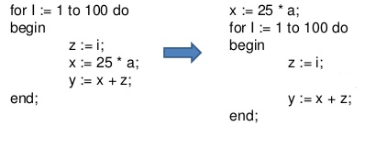 for I := 1 to 100 do
begin
z := i;
x := 25 * a;
y := x + z;
end;
x := 25 * a;
for I := 1 to 100 do
begin
z := i;
y := x + z;
end;